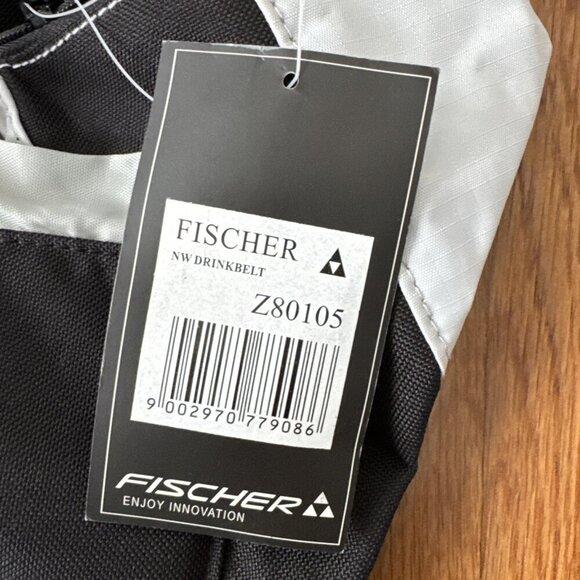 FISCHER
NW DRINKBELT
Z80105
9 002970 779086
FISCHER
ENJOY INNOVATION